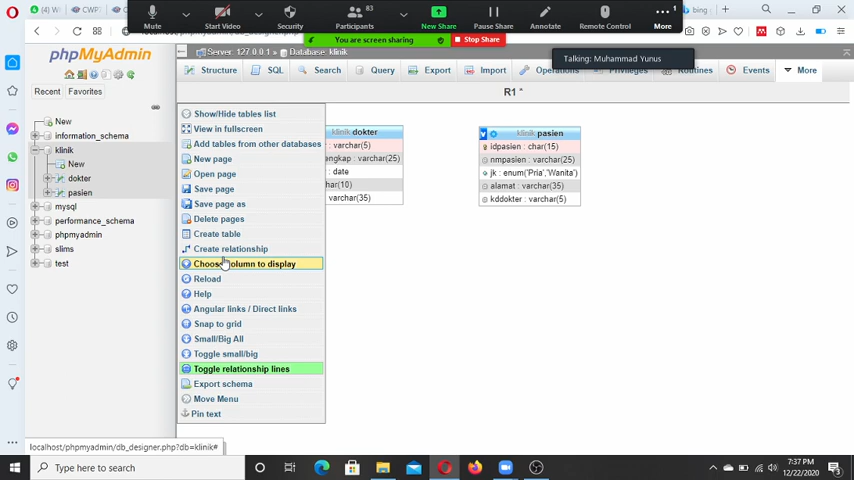 83
Mute
Start Video
Security
Participants
New Share
Pause Share
Annotate
Remote Control
More
You are screen sharing
Stop Share
Talking: Muhammad Yunus
bing
phpMyAdmin
Recent
Favorites
New
information_schema
klinik
New
dokter
pasien
mysql
performance_schema
phpmyadmin
slims
test
Server: 127.0.0.1 » Database: klinik
Structure
SQL
Search
Query
Export
Import
Operations
Privileges
Routines
Events
More
R1 *
Show/Hide tables list
View in fullscreen
Add tables from other databases
New page
Open page
Save page
Save page as
Delete pages
Create table
Create relationship
Choose column to display
Reload
Help
Angular links / Direct links
Snap to grid
Small/Big All
Toggle small/big
Toggle relationship lines
Export schema
Move Menu
Pin text
klinik dokter
: varchar(5)
angkap : varchar(25)
: date
har(10)
varchar(35)
klinik pasien
idpasien : char(15)
nmpasien : varchar(25)
jk : enum('Pria','Wanita')
alamat : varchar(35)
kddokter : varchar(5)
localhost/phpmyadmin/db_designer.php?db=klinik#
Type here to search
7:37 PM
12/22/2020
3